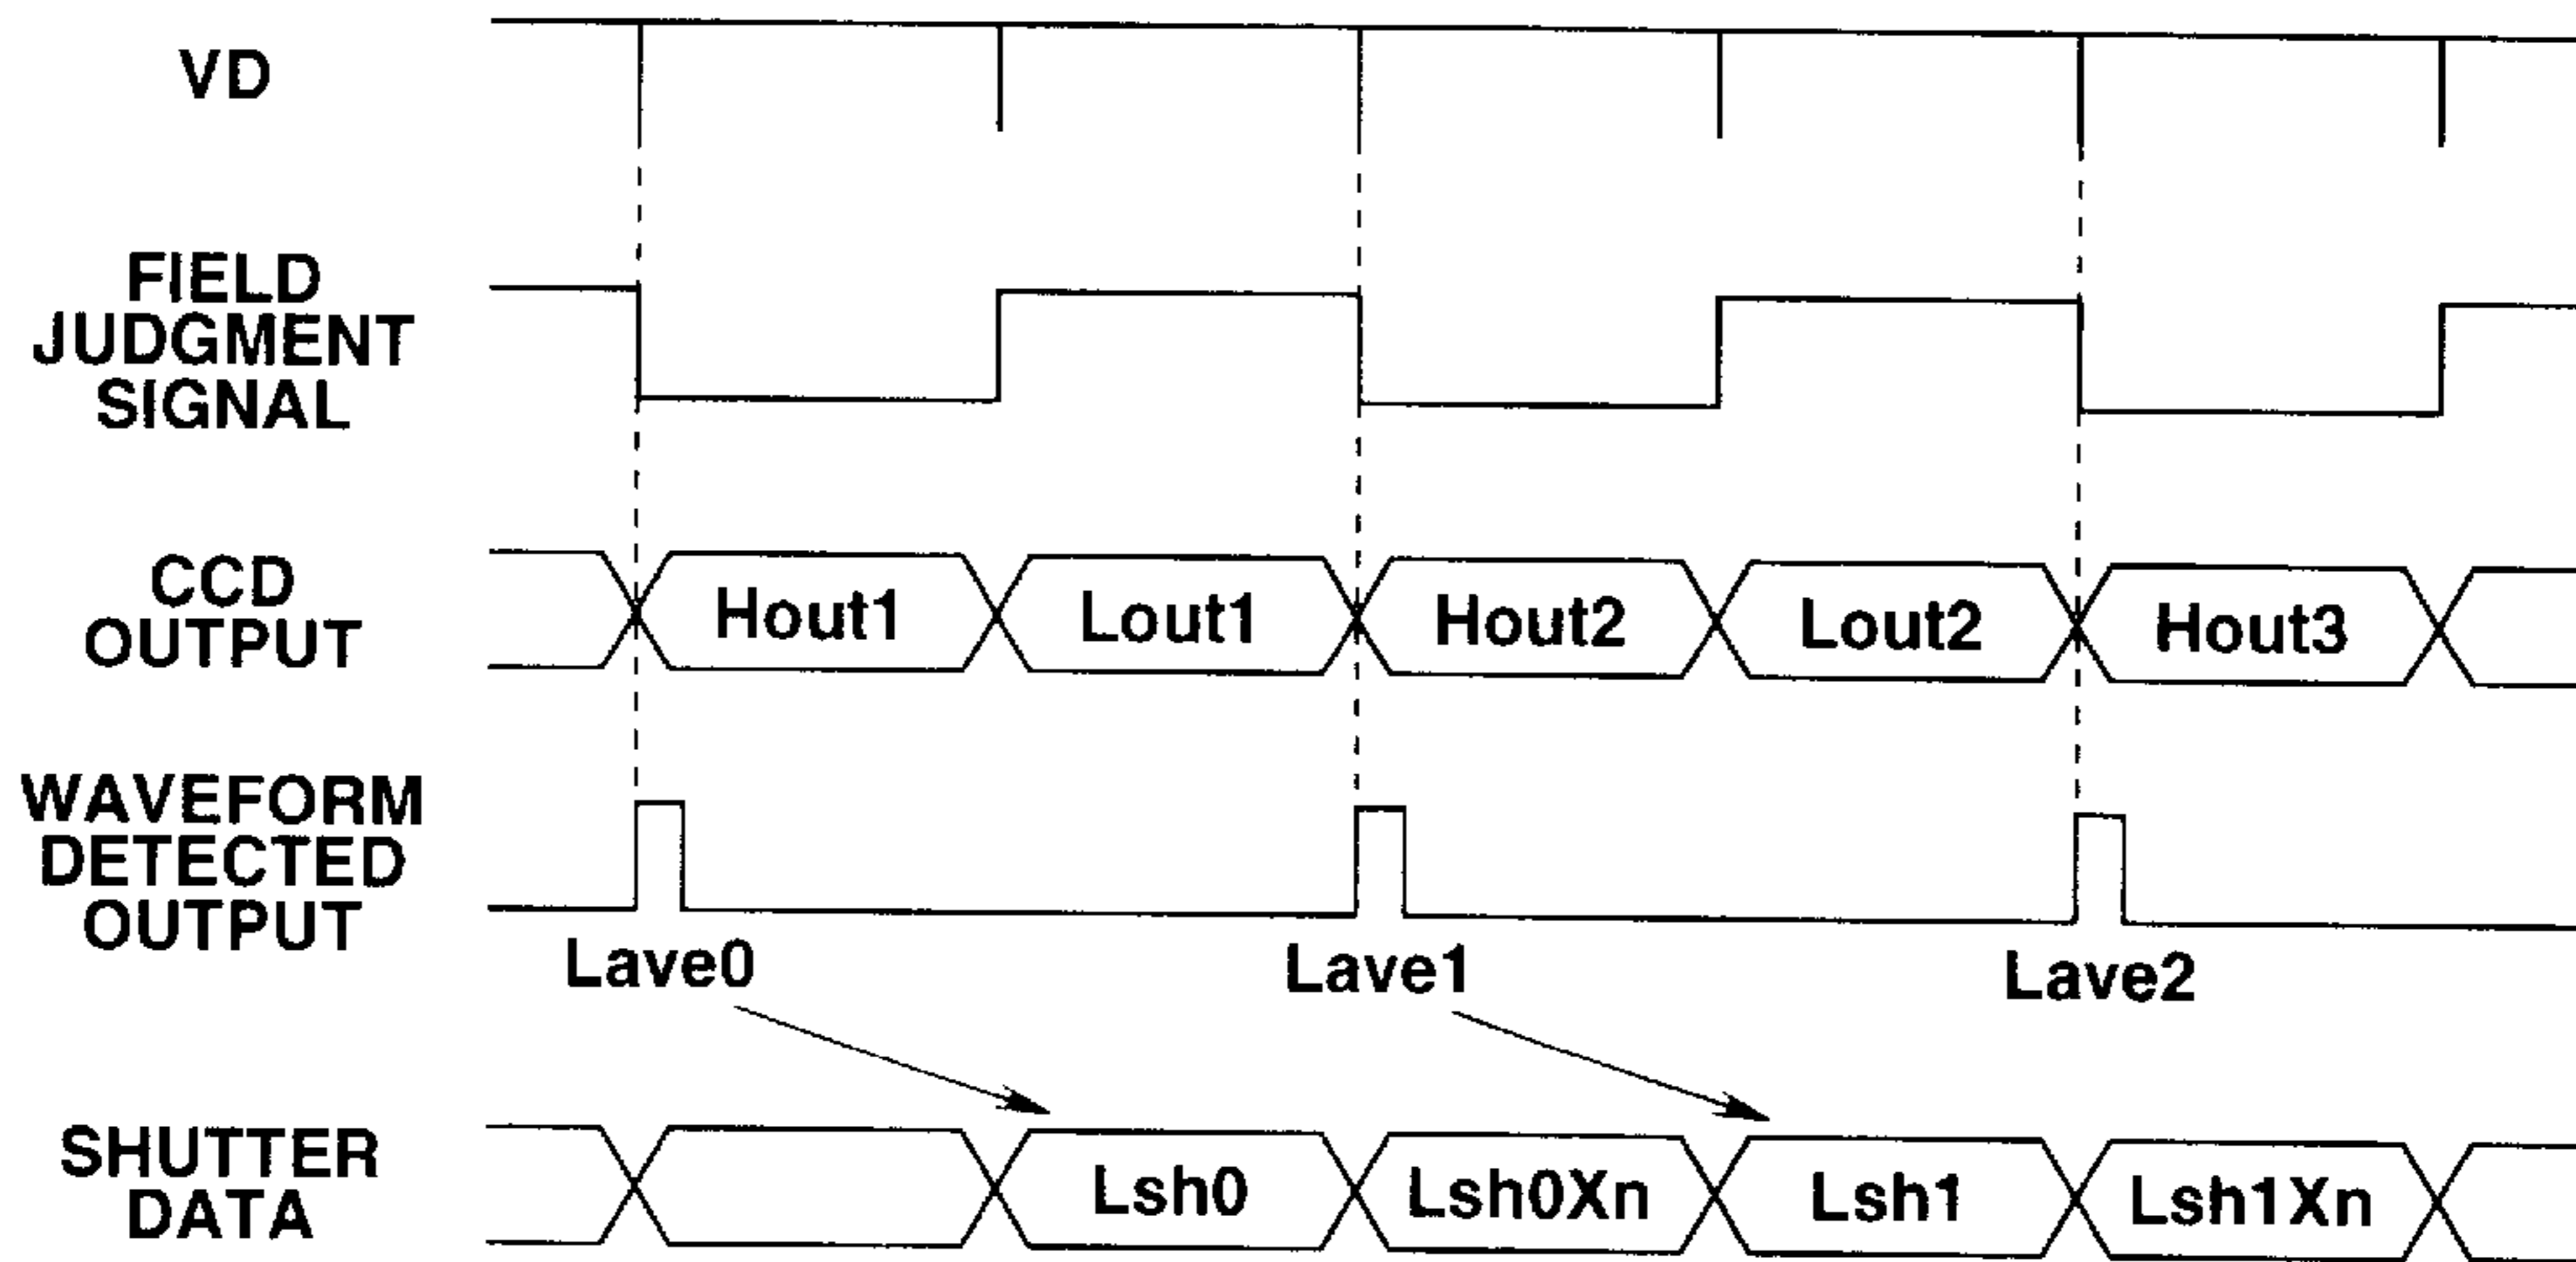 VD
FIELD
JUDGMENT
SIGNAL
CCD
OUTPUT
Hout1
Lout1
Hout2
Lout2
Hout3
WAVEFORM
DETECTED
OUTPUT
Lave0
Lave1
Lave2
SHUTTER
DATA
Lsh0
Lsh0Xn
Lsh1
Lsh1Xn